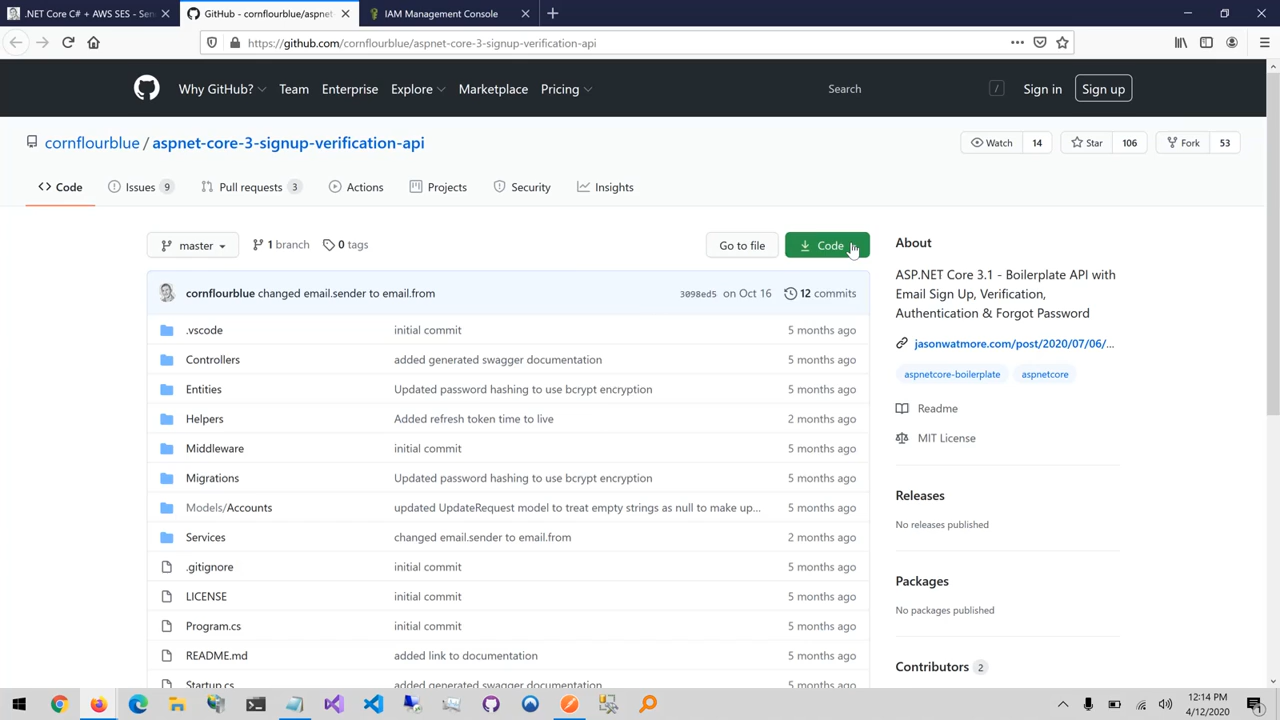 .NET Core C# + AWS SES - Sen
GitHub - cornflourblue/aspnet-
IAM Management Console
https://github.com/cornflourblue/aspnet-core-3-signup-verification-api
Why GitHub?
Team
Enterprise
Explore
Marketplace
Pricing
Search
/
Sign in
Sign up
cornflourblue / aspnet-core-3-signup-verification-api
Watch 14
Star 106
Fork 53
Code
Issues 9
Pull requests 3
Actions
Projects
Security
Insights
master
1 branch
0 tags
Go to file
Code
cornflourblue changed email.sender to email.from 3098ed5 on Oct 16 12 commits
.vscode initial commit 5 months ago
Controllers added generated swagger documentation 5 months ago
Entities Updated password hashing to use bcrypt encryption 5 months ago
Helpers Added refresh token time to live 2 months ago
Middleware initial commit 5 months ago
Migrations Updated password hashing to use bcrypt encryption 5 months ago
Models/Accounts updated UpdateRequest model to treat empty strings as null to make up... 5 months ago
Services changed email.sender to email.from 2 months ago
.gitignore initial commit 5 months ago
LICENSE initial commit 5 months ago
Program.cs initial commit 5 months ago
README.md added link to documentation 5 months ago
Startup.cs added generated swagger documentation 5 months ago
About
ASP.NET Core 3.1 - Boilerplate API with
Email Sign Up, Verification,
Authentication & Forgot Password
jasonwatmore.com/post/2020/07/06/...
aspnetcore-boilerplate
aspnetcore
Readme
MIT License
Releases
No releases published
Packages
No packages published
Contributors 2
12:14 PM
4/12/2020
1